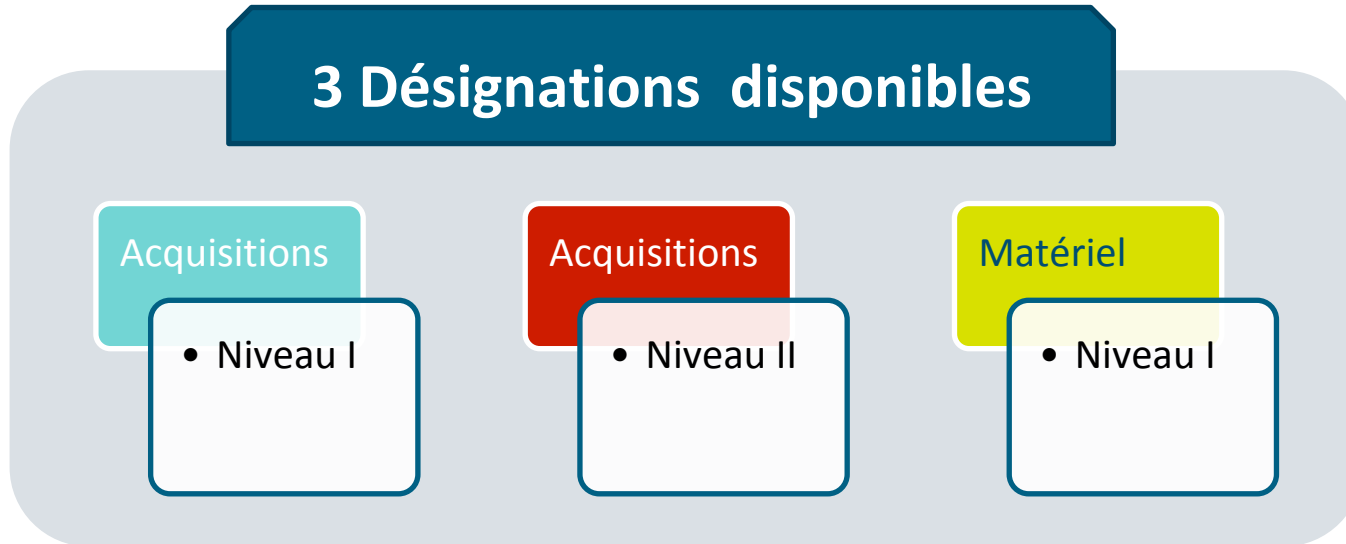 3 Désignations disponibles
Acquisitions
• Niveau I
Acquisitions
• Niveau II
Matériel
• Niveau I